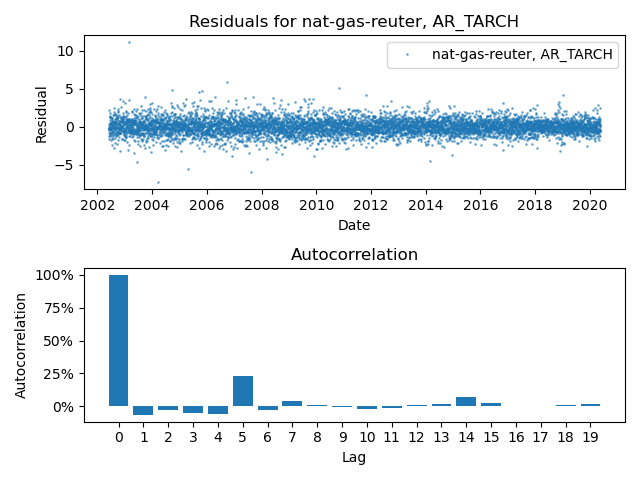 Residuals for nat-gas-reuter, AR_TARCH
10
5
0
−5
Residual
nat-gas-reuter, AR_TARCH
2002 2004 2006 2008 2010 2012 2014 2016 2018 2020
Date
Autocorrelation
100%
75%
50%
25%
0%
Autocorrelation
0 1 2 3 4 5 6 7 8 9 10 11 12 13 14 15 16 17 18 19
Lag